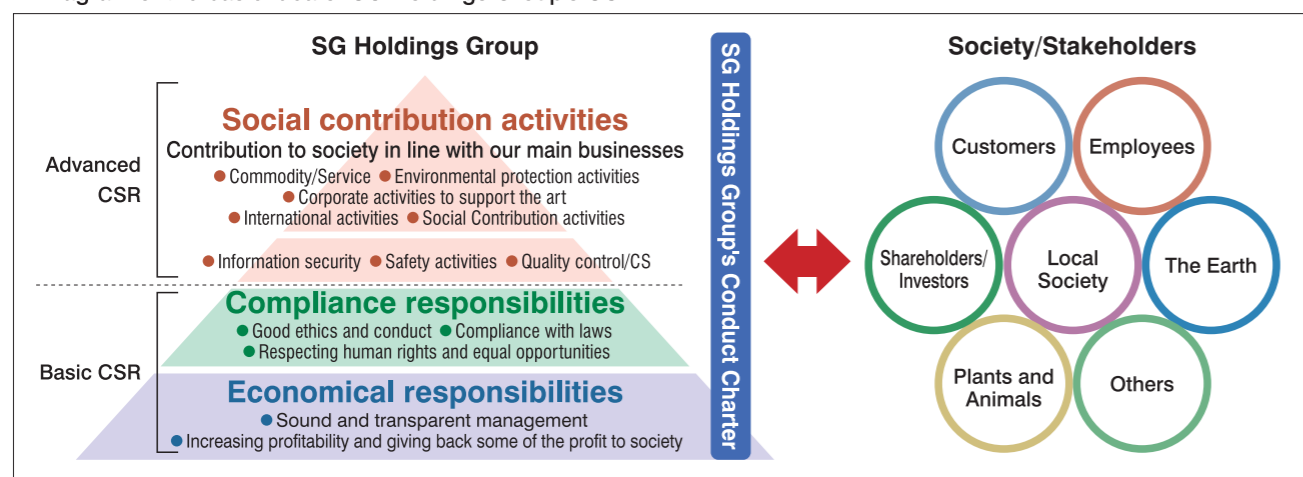 SG Holdings Group
Advanced
CSR
Social contribution activities
Contribution to society in line with our main businesses
● Commodity/Service ● Environmental protection activities
● Corporate activities to support the art
● International activities ● Social Contribution activities
● Information security ● Safety activities ● Quality control/CS
Basic CSR
Compliance responsibilities
● Good ethics and conduct ● Compliance with laws
● Respecting human rights and equal opportunities
Economical responsibilities
● Sound and transparent management
● Increasing profitability and giving back some of the profit to society
SG Holdings Group's Conduct Charter
Society/Stakeholders
Customers
Employees
Shareholders/
Investors
Local
Society
The Earth
Plants and
Animals
Others